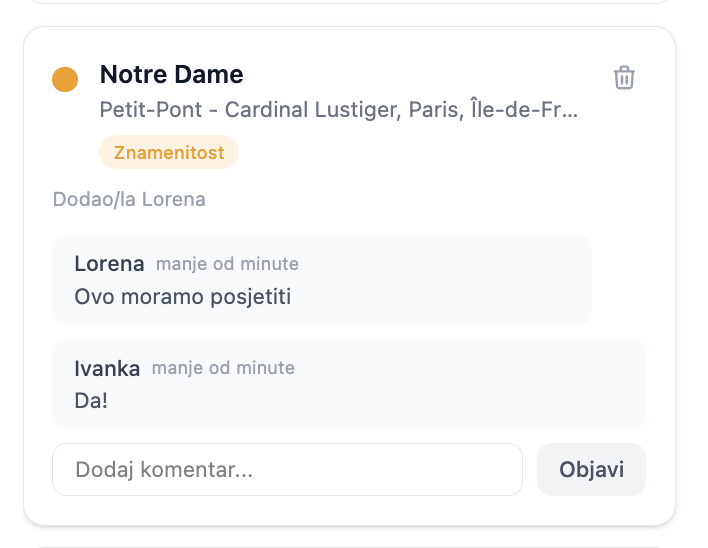 Notre Dame
Petit-Pont - Cardinal Lustiger, Paris, Île-de-Fr...
Znamenitost
Dodao/la Lorena
Lorena manje od minute
Ovo moramo posjetiti
Ivanka manje od minute
Da!
Dodaj komentar...
Objavi